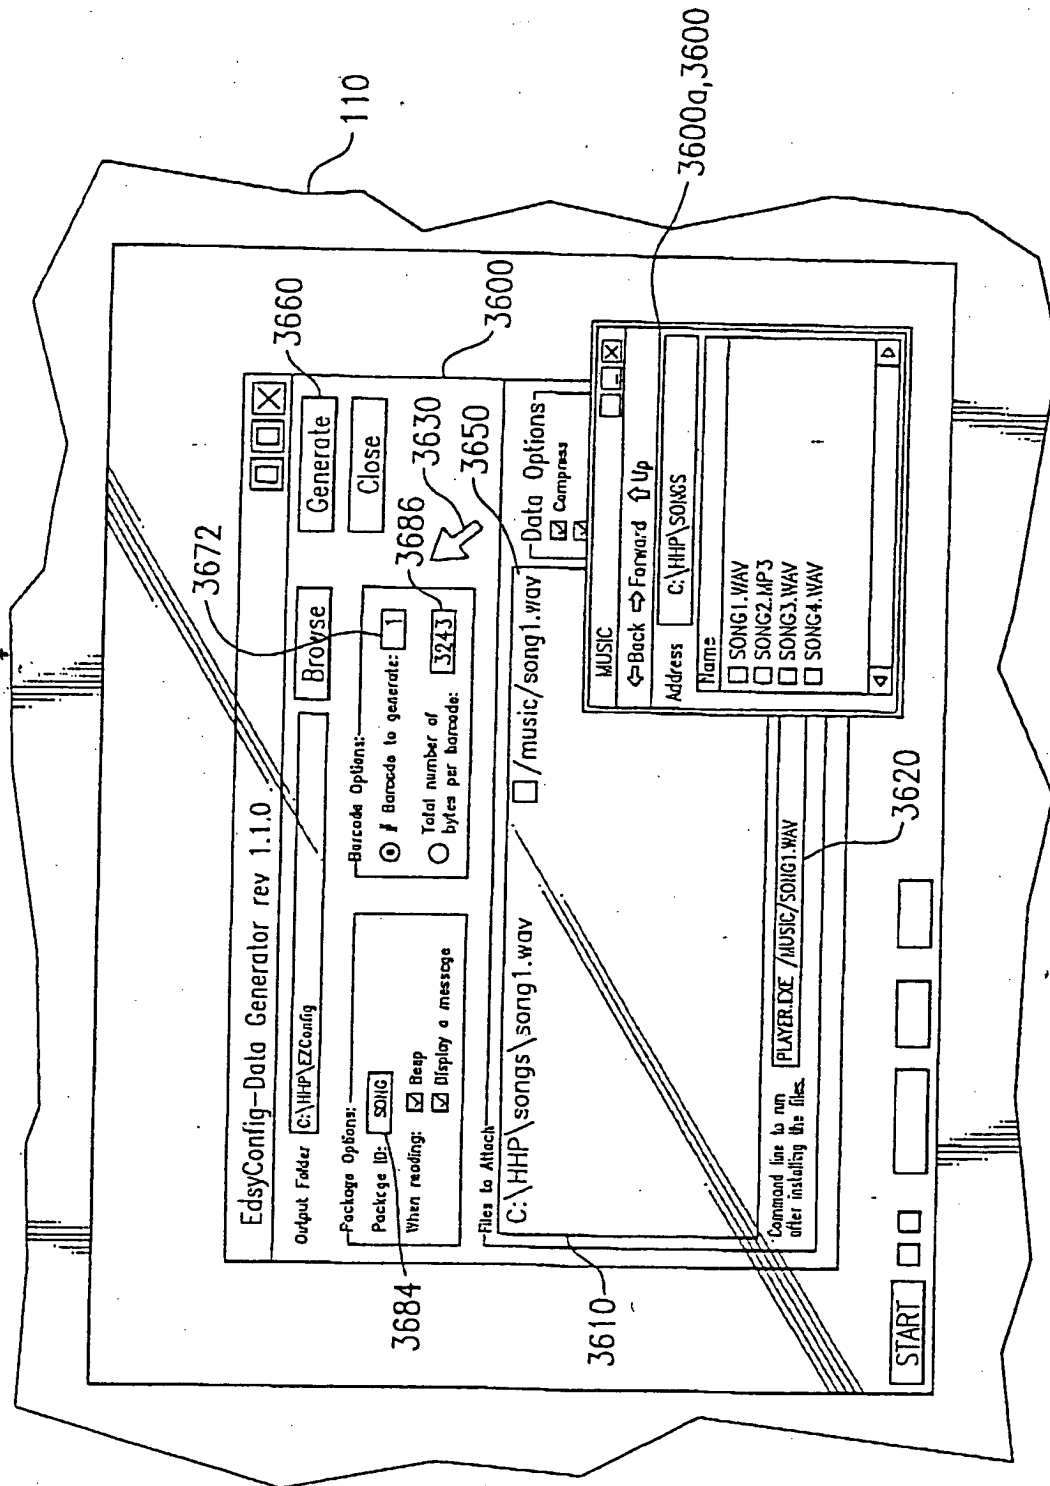 110
3600a,3600
3660
3600
3672
3630
3686
3650
EdsyConfig-Data Generator rev 1.1.0
Output Folder C:\HHP\EZConfig Browse Generate
Close
Package Options:
Package ID: SONG
When reading: Beep
Display a message
Barcode Options:
# Barcode to generate: 1
Total number of
bytes per barcode: 3243
Files to Attach
C:\HHP\songs\song1.wav /music/song1.wav
Data Options
Compress
MUSIC
Back Forward Up
Address C:\HHP\SONGS
Name
SONG1.WAV
SONG2.MP3
SONG3.WAV
SONG4.WAV
Command line to run
after installing the files. PLAYER.EXE /MUSIC/SONG1.WAV
3684
3610
3620
START